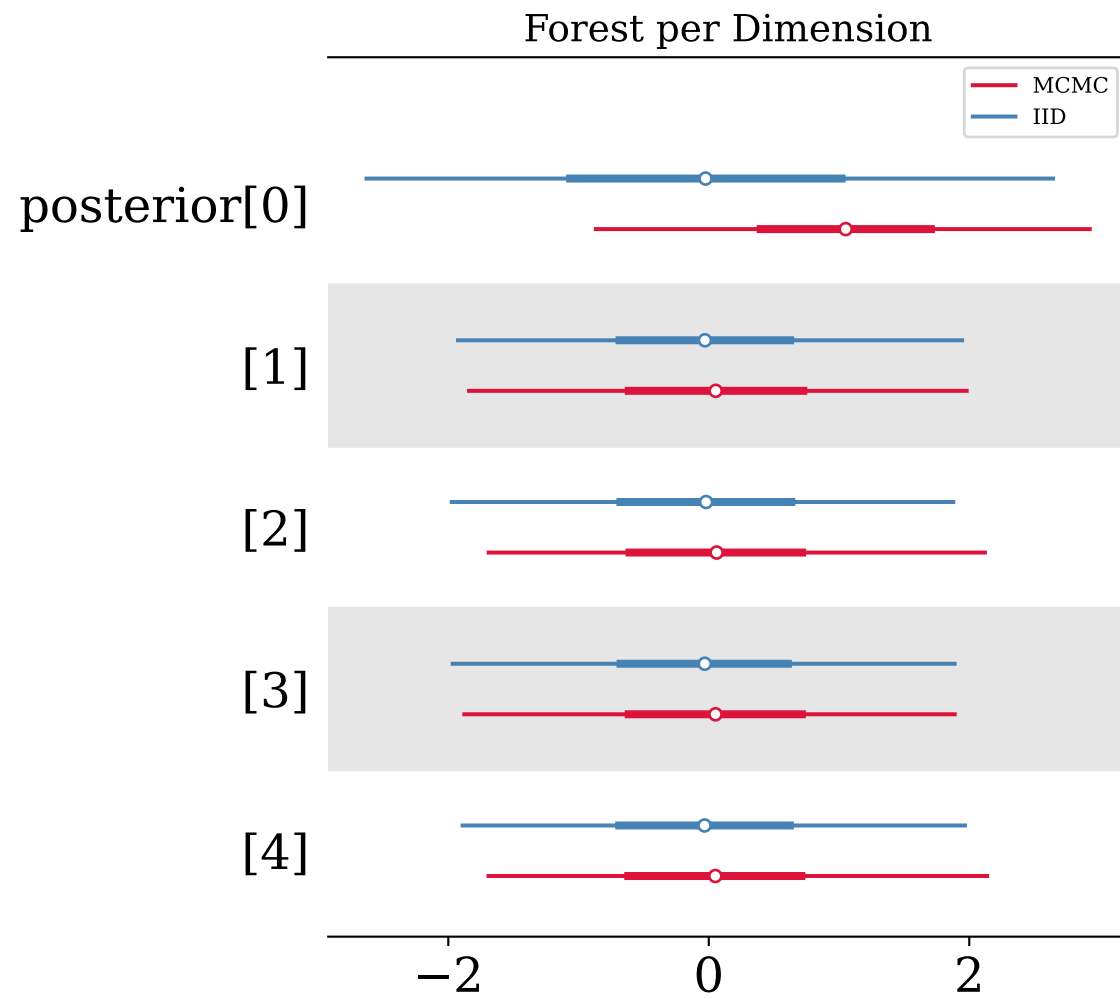 Forest per Dimension
MCMC
IID
posterior[0]
[1]
[2]
[3]
[4]
−2 0 2